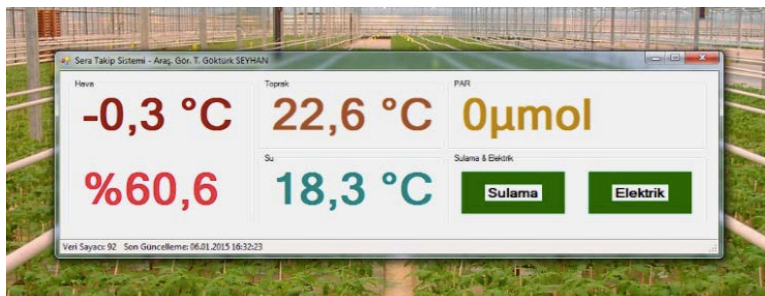 Sera Takip Sistemi - Araş. Gör. T. Göktürk SEYHAN
Hava
-0,3 °C
%60,6
Toprak
22,6 °C
Su
18,3 °C
PAR
0µmol
Sulama & Elektrik
Sulama
Elektrik
Veri Sayacı: 92 Son Güncelleme: 06.01.2015 16:32:23